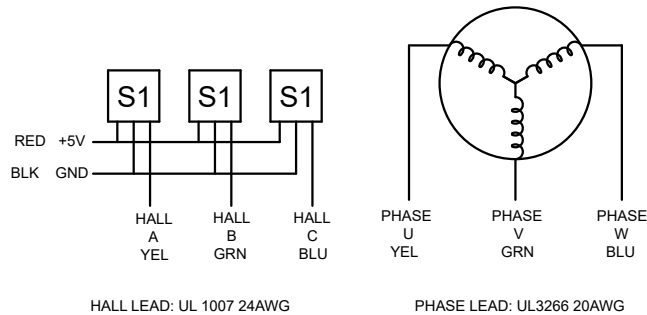 S1 S1 S1
RED +5V
BLK GND
HALL
A
YEL
HALL
B
GRN
HALL
C
BLU
PHASE
U
YEL
PHASE
V
GRN
PHASE
W
BLU
HALL LEAD: UL 1007 24AWG
PHASE LEAD: UL3266 20AWG